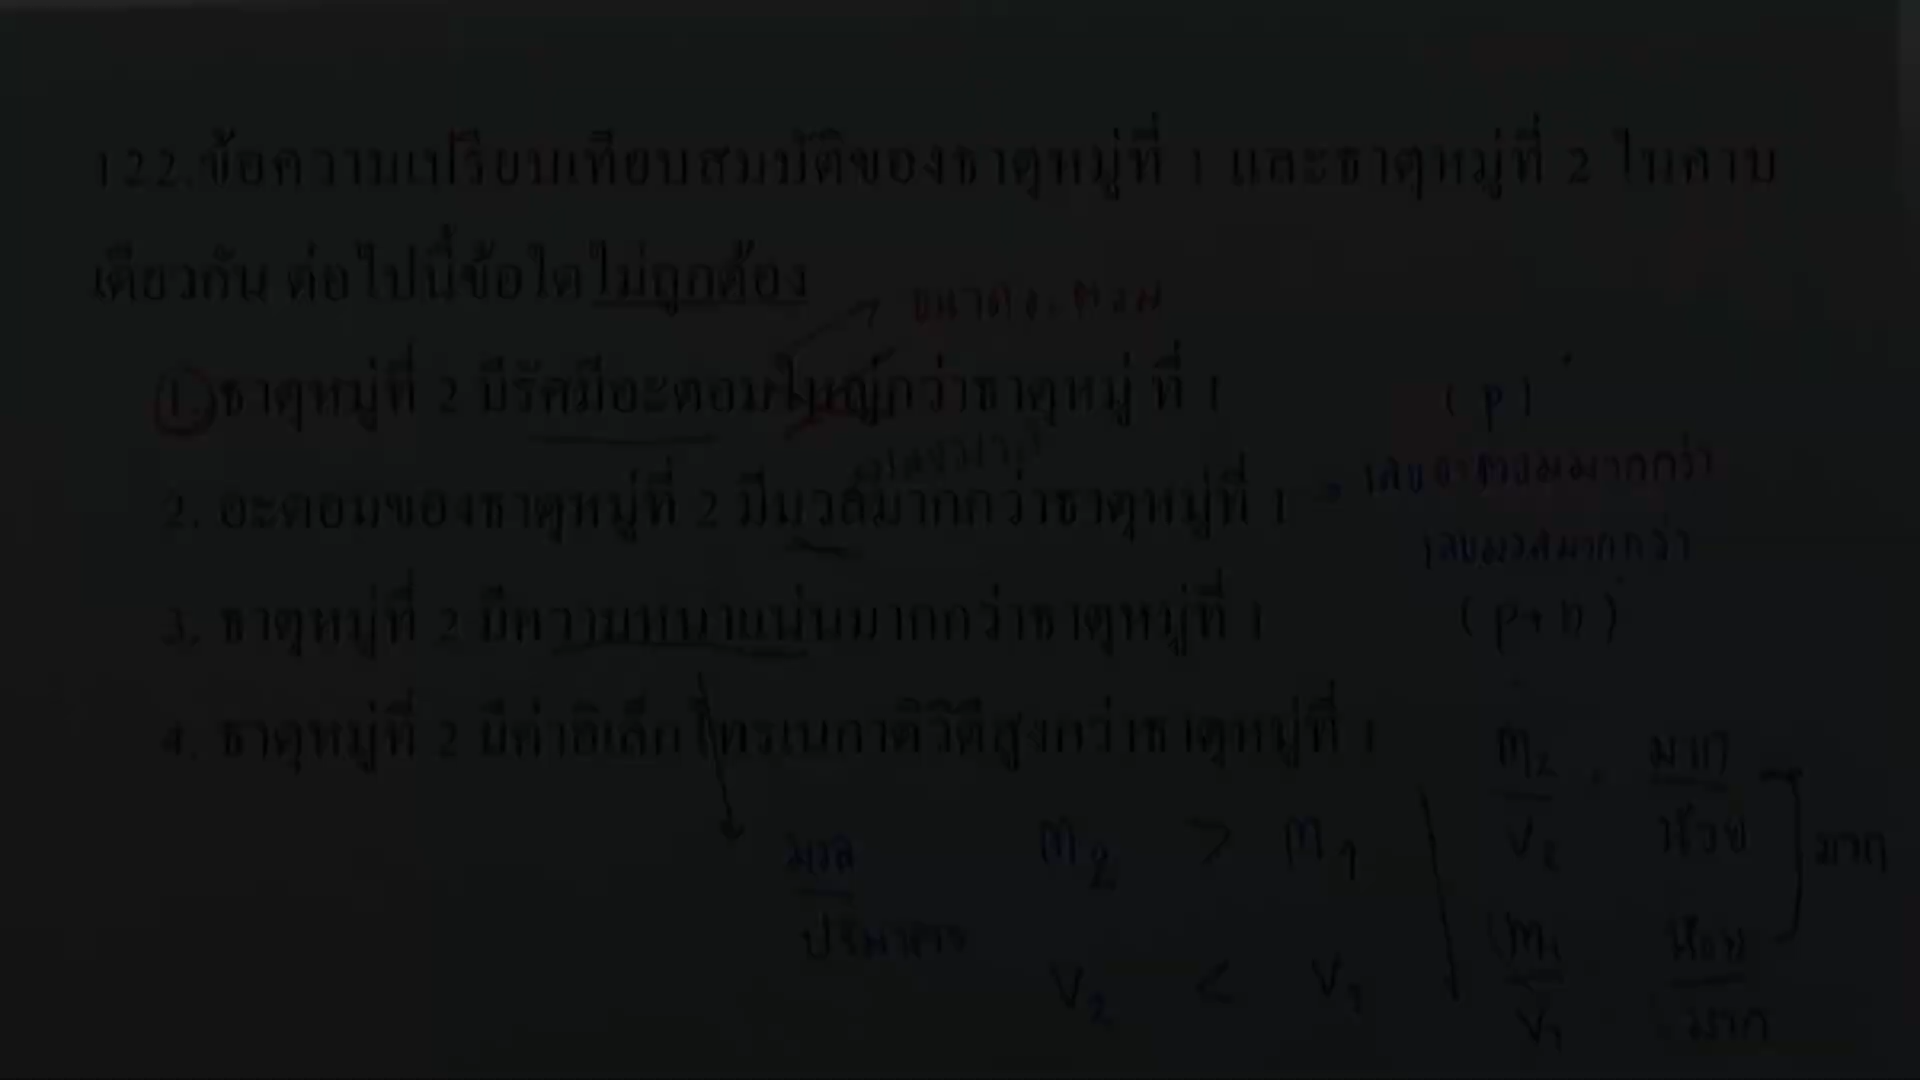 122.ข้อความเปรียบเทียบสมบัติของธาตุหมู่ที่ 1 และธาตุหมู่ที่ 2 ในคาบ
เดียวกัน ต่อไปนี้ข้อใดไม่ถูกต้อง
ขนาดอะตอม
1. ธาตุหมู่ที่ 2 มีรัศมีอะตอมใหญ่กว่าธาตุหมู่ ที่ 1
( p )
2. อะตอมของธาตุหมู่ที่ 2 มีมวลมากกว่าธาตุหมู่ที่ 1
เลขอะตอมมากกว่า
เลขมวลมากกว่า
3. ธาตุหมู่ที่ 2 มีความหนาแน่นมากกว่าธาตุหมู่ที่ 1
( p+n )
4. ธาตุหมู่ที่ 2 มีค่าอิเล็กโทรเนกาติวิตีสูงกว่าธาตุหมู่ที่ 1
มวล
ปริมาตร
m2 > m1
V2 < V1
m2
V2
มาก
น้อย
มาก
m1
V1
น้อย
มาก